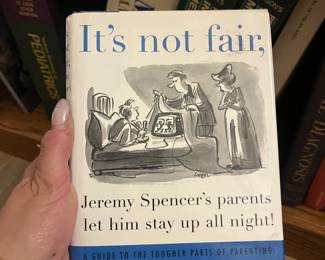 It's not fair,
Jeremy Spencer's parents
let him stay up all night!
A GUIDE TO THE TOUGHER PARTS OF PARENTING
PEDIATRICS
DIAGNOSIS